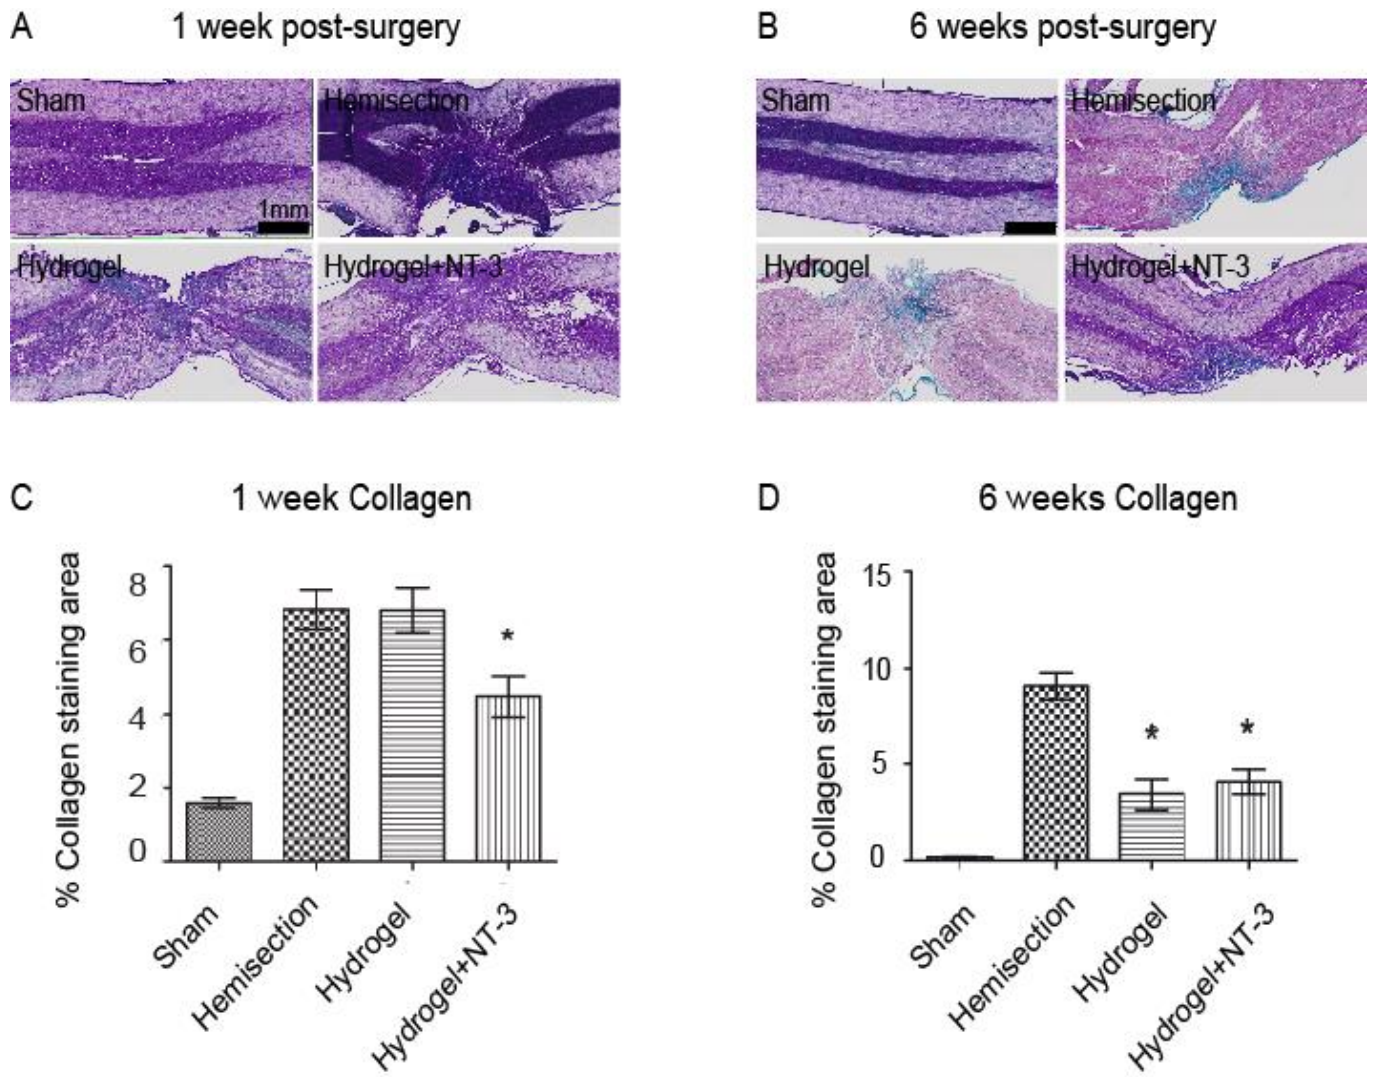 A 1 week post-surgery
B 6 weeks post-surgery
Sham
Hemisection
1mm
Hydrogel
Hydrogel+NT-3
Sham
Hemisection
Hydrogel
Hydrogel+NT-3
C 1 week Collagen
% Collagen staining area
8
6
4
2
0
*
Sham
Hemisection
Hydrogel
Hydrogel+NT-3
D 6 weeks Collagen
% Collagen staining area
15
10
5
0
*
*
Sham
Hemisection
Hydrogel
Hydrogel+NT-3